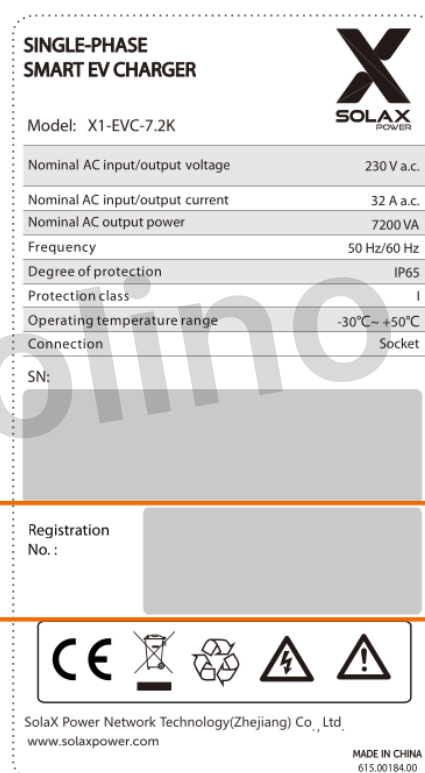 SINGLE-PHASE
SMART EV CHARGER
SOLAX
POWER
Model: X1-EVC-7.2K
Nominal AC input/output voltage 230 V a.c.
Nominal AC input/output current 32 A a.c.
Nominal AC output power 7200 VA
Frequency 50 Hz/60 Hz
Degree of protection IP65
Protection class I
Operating temperature range -30℃~ +50℃
Connection Socket
SN:
Registration
No. :
CE
SolaX Power Network Technology(Zhejiang) Co., Ltd.
www.solaxpower.com
MADE IN CHINA
615.00184.00